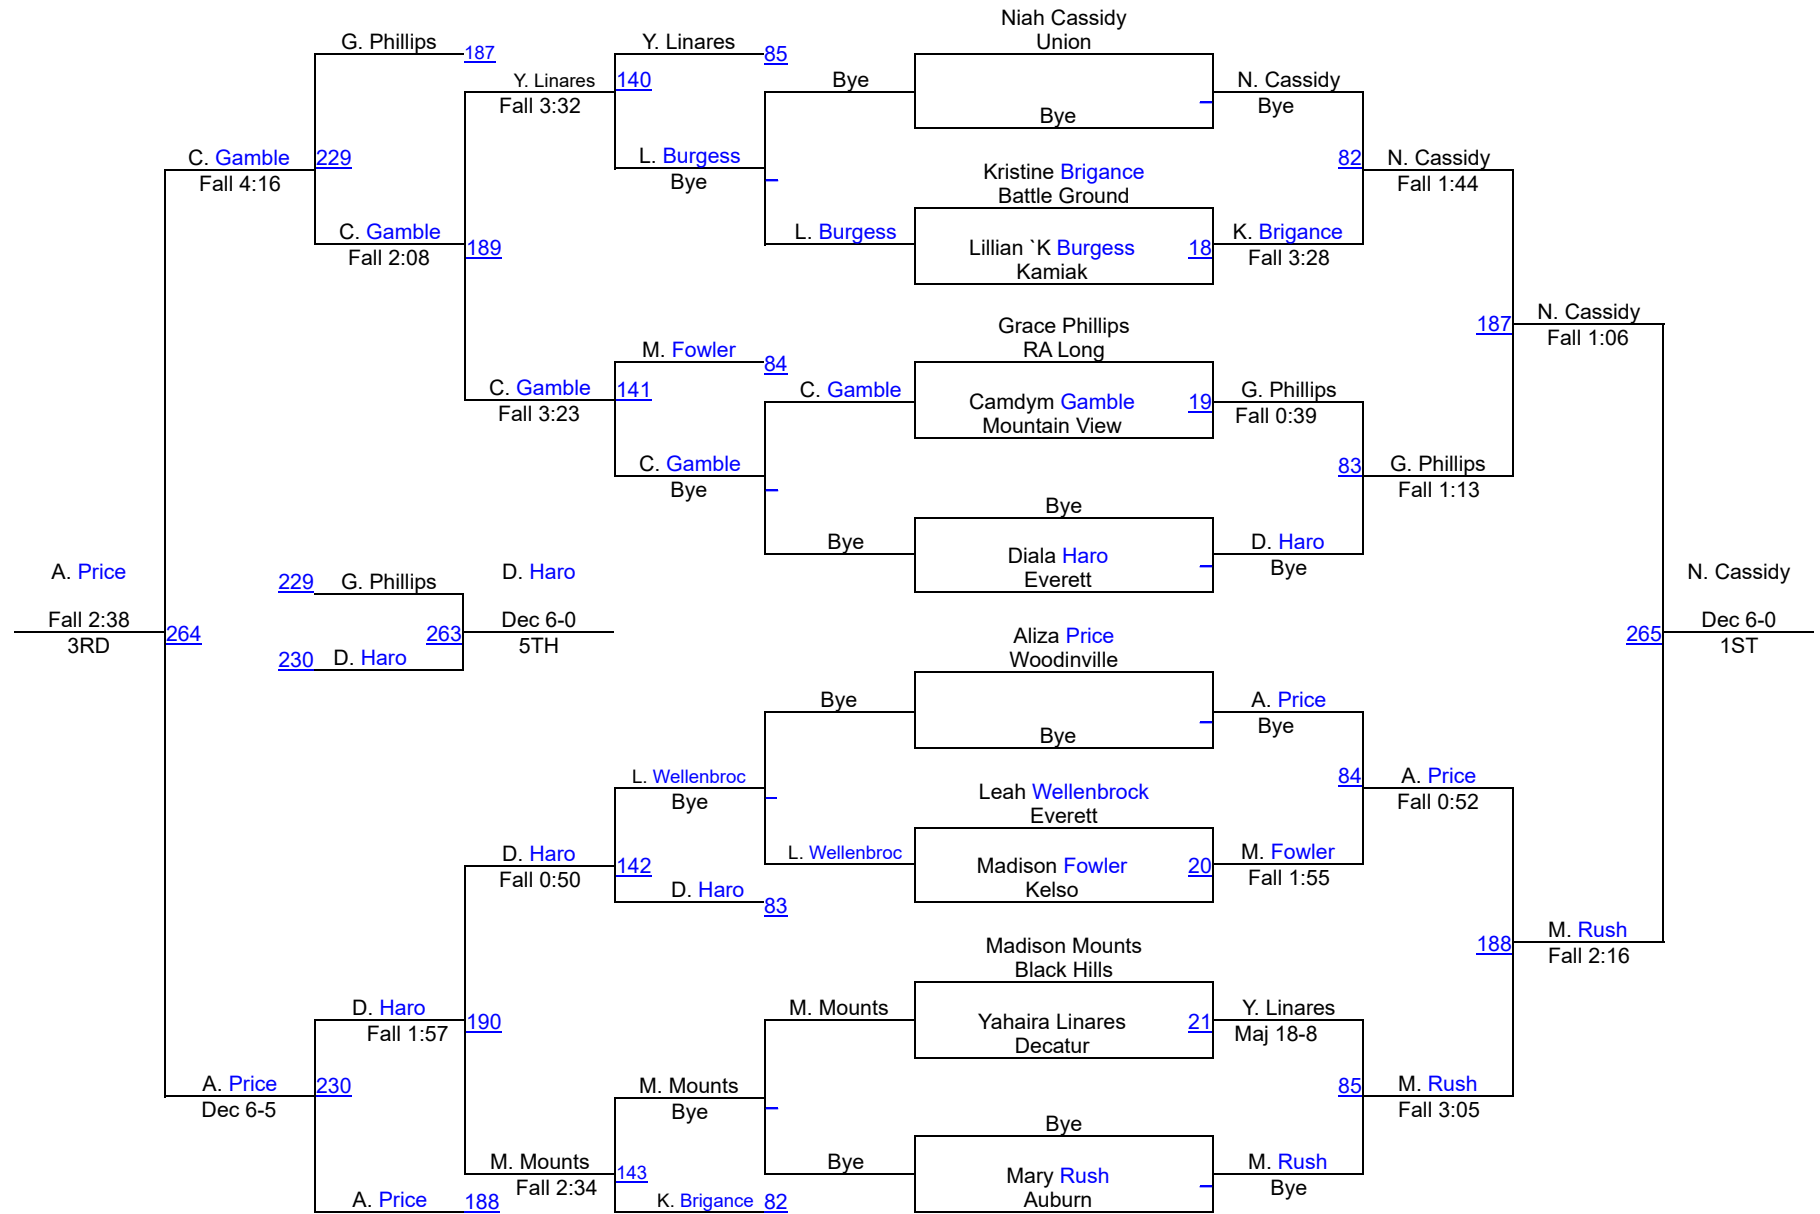 Niah Cassidy
G. Phillips
187
Y. Linares
85
Union
Y. Linares
140
Bye
N. Cassidy
Fall 3:32
Bye
Bye
C. Gamble
229
L. Burgess
82
N. Cassidy
Fall 4:16
Bye
Kristine Brigance
Fall 1:44
Battle Ground
C. Gamble
L. Burgess
K. Brigance
Fall 2:08
189
Lillian `K Burgess
18
Fall 3:28
Kamiak
N. Cassidy
Grace Phillips
187
Fall 1:06
M. Fowler
84
RA Long
C. Gamble
141
C. Gamble
G. Phillips
Fall 3:23
Camdym Gamble
19
Fall 0:39
Mountain View
C. Gamble
83
G. Phillips
Bye
Fall 1:13
Bye
Bye
D. Haro
Diala Haro
Bye
Everett
A. Price
229
G. Phillips
D. Haro
N. Cassidy
Fall 2:38
264
263
Dec 6-0
265
Dec 6-0
3RD
5TH
1ST
230
D. Haro
Aliza Price
Woodinville
Bye
A. Price
Bye
Bye
L. Wellenbroc
84
A. Price
Bye
Leah Wellenbrock
Fall 0:52
Everett
D. Haro
L. Wellenbroc
M. Fowler
Fall 0:50
142
Madison Fowler
20
Fall 1:55
D. Haro
83
Kelso
M. Rush
Madison Mounts
188
Fall 2:16
Black Hills
D. Haro
M. Mounts
Y. Linares
Fall 1:57
190
Yahaira Linares
21
Maj 18-8
Decatur
A. Price
230
M. Mounts
85
M. Rush
Dec 6-5
Bye
Fall 3:05
Bye
M. Mounts
143
Bye
M. Rush
Fall 2:34
Mary Rush
Bye
A. Price
188
K. Brigance
82
Auburn